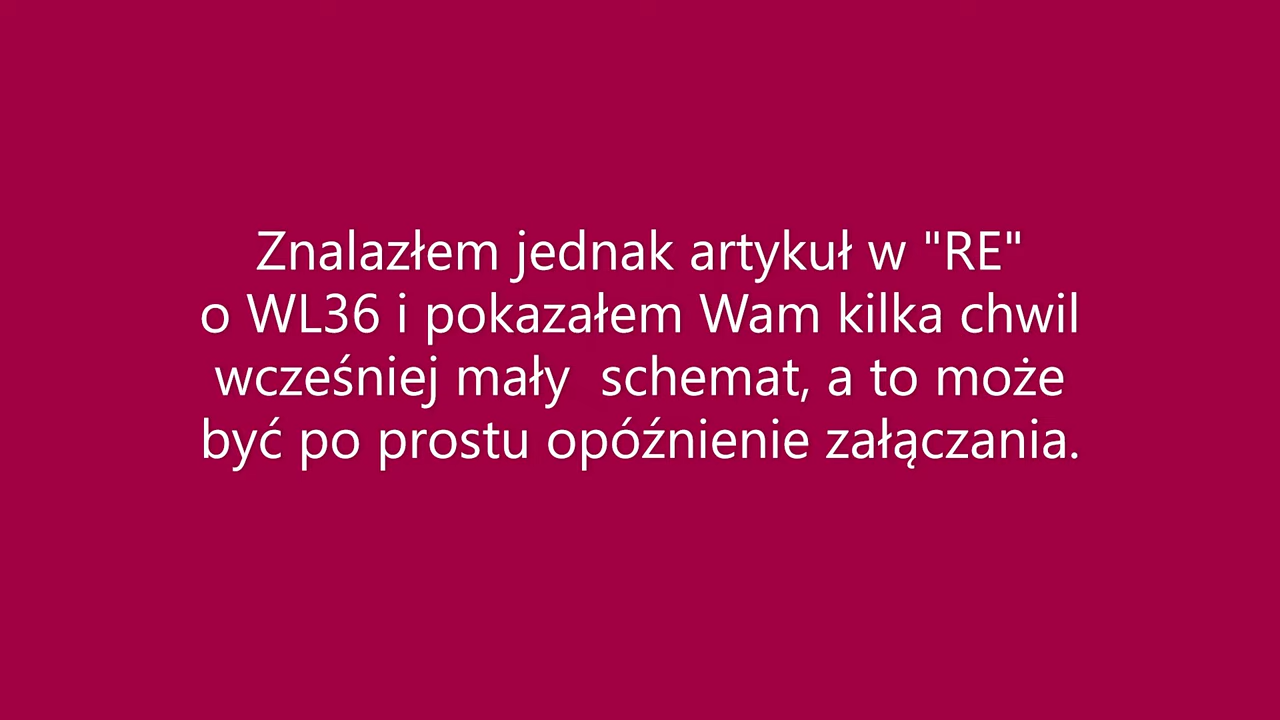 Znalazłem jednak artykuł w "RE"
o WL36 i pokazałem Wam kilka chwil
wcześniej mały  schemat, a to może
być po prostu opóźnienie załączania.